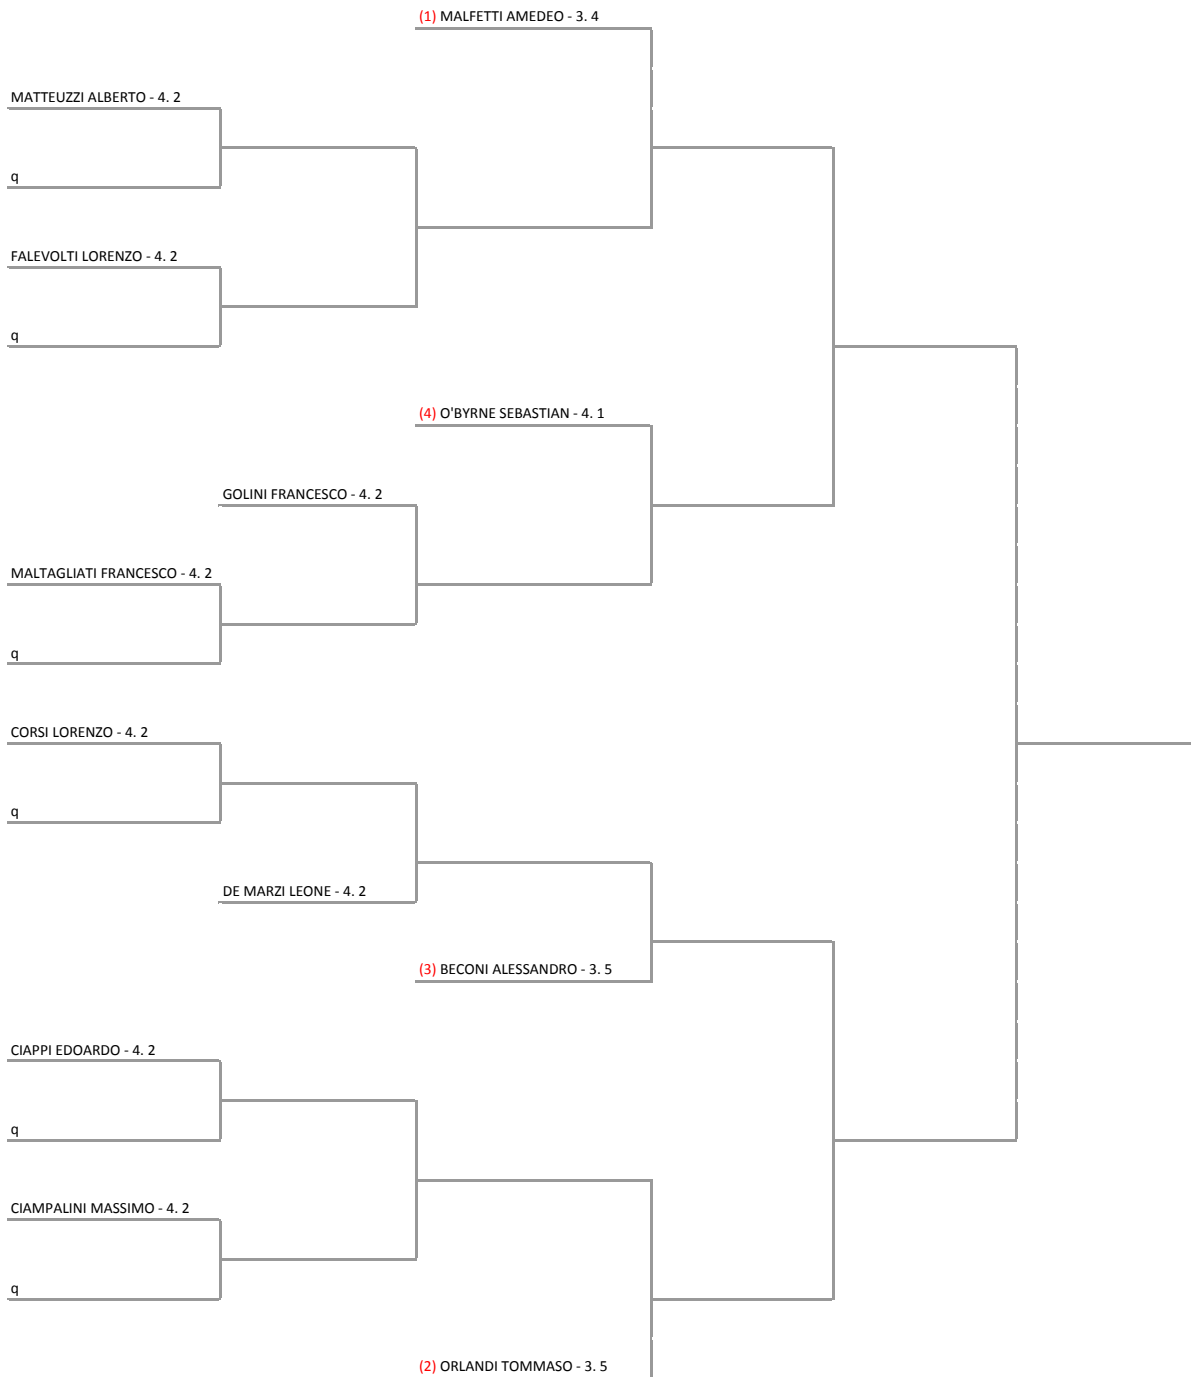 (1) MALFETTI AMEDEO - 3. 4
MATTEUZZI ALBERTO - 4. 2
q
FALEVOLTI LORENZO - 4. 2
q
(4) O'BYRNE SEBASTIAN - 4. 1
GOLINI FRANCESCO - 4. 2
MALTAGLIATI FRANCESCO - 4. 2
q
CORSI LORENZO - 4. 2
q
DE MARZI LEONE - 4. 2
(3) BECONI ALESSANDRO - 3. 5
CIAPPI EDOARDO - 4. 2
q
CIAMPALINI MASSIMO - 4. 2
q
(2) ORLANDI TOMMASO - 3. 5